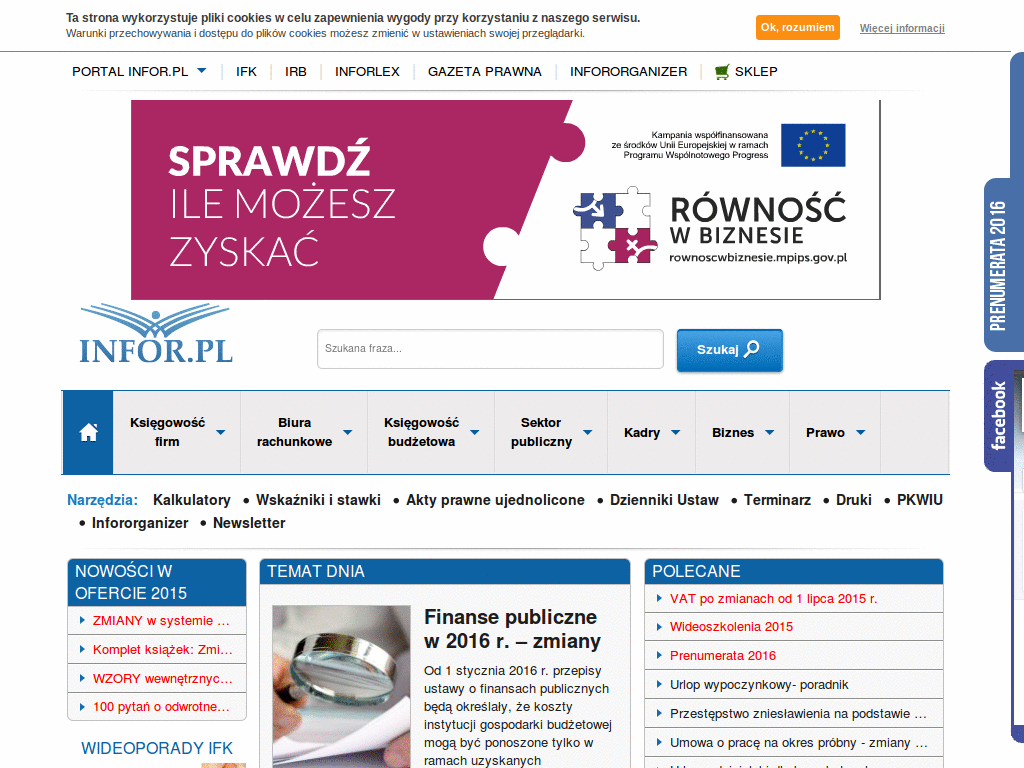 Ta strona wykorzystuje pliki cookies w celu zapewnienia wygody przy korzystaniu z naszego serwisu.
Warunki przechowywania i dostępu do plików cookies możesz zmienić w ustawieniach swojej przeglądarki.
Ok, rozumiem
Więcej informacji
PORTAL INFOR.PL
IFK
IRB
INFORLEX
GAZETA PRAWNA
INFORORGANIZER
SKLEP
SPRAWDŹ
ILE MOŻESZ
ZYSKAĆ
Kampania współfinansowana
ze środków Unii Europejskiej w ramach
Programu Wspólnotowego Progress
RÓWNOŚĆ
W BIZNESIE
rownoscwbiznesie.mpips.gov.pl
PRENUMERATA 2016
facebook
INFOR.PL
Szukana fraza...
Szukaj
Księgowość
firm
Biura
rachunkowe
Księgowość
budżetowa
Sektor
publiczny
Kadry
Biznes
Prawo
Narzędzia: Kalkulatory • Wskaźniki i stawki • Akty prawne ujednolicone • Dzienniki Ustaw • Terminarz • Druki • PKWIU
• Infororganizer • Newsletter
NOWOŚCI W
OFERCIE 2015
ZMIANY w systemie ...
Komplet książek: Zmi...
WZORY wewnętrznyc...
100 pytań o odwrotne...
WIDEOPORADY IFK
TEMAT DNIA
Finanse publiczne
w 2016 r. – zmiany
Od 1 stycznia 2016 r. przepisy
ustawy o finansach publicznych
będą określały, że koszty
instytucji gospodarki budżetowej
mogą być ponoszone tylko w
ramach uzyskanych
POLECANE
VAT po zmianach od 1 lipca 2015 r.
Wideoszkolenia 2015
Prenumerata 2016
Urlop wypoczynkowy- poradnik
Przestępstwo zniesławienia na podstawie ...
Umowa o pracę na okres próbny - zmiany ...